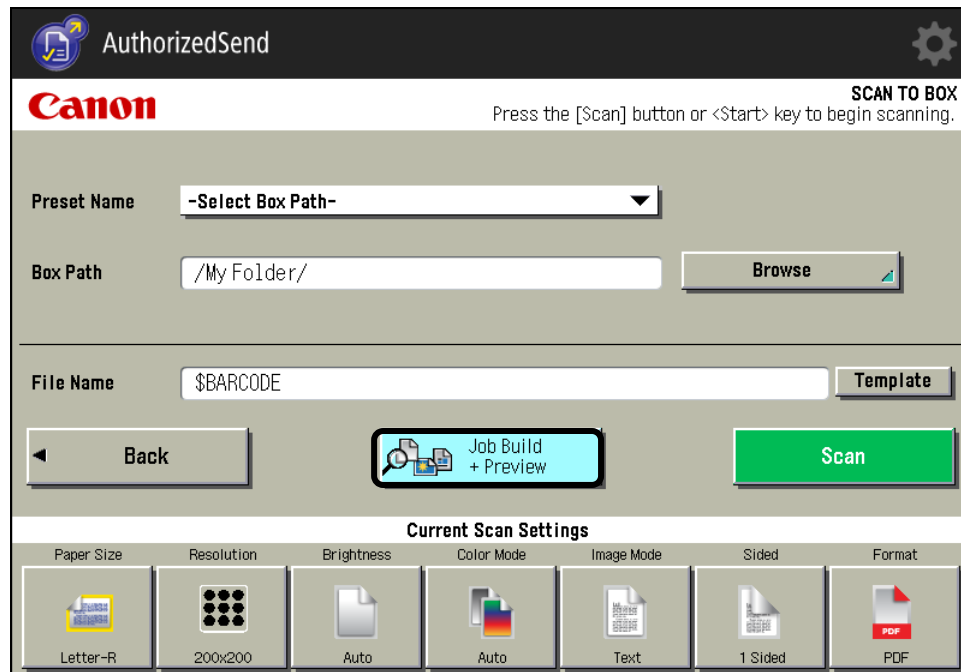 AuthorizedSend
Canon
SCAN TO BOX
Press the [Scan] button or <Start> key to begin scanning.
Preset Name
-Select Box Path-
Box Path
/My Folder/
Browse
File Name
$BARCODE
Template
Back
Job Build
+ Preview
Scan
Current Scan Settings
Paper Size Resolution Brightness Color Mode Image Mode Sided Format
PDF
Letter-R 200x200 Auto Auto Text 1 Sided PDF